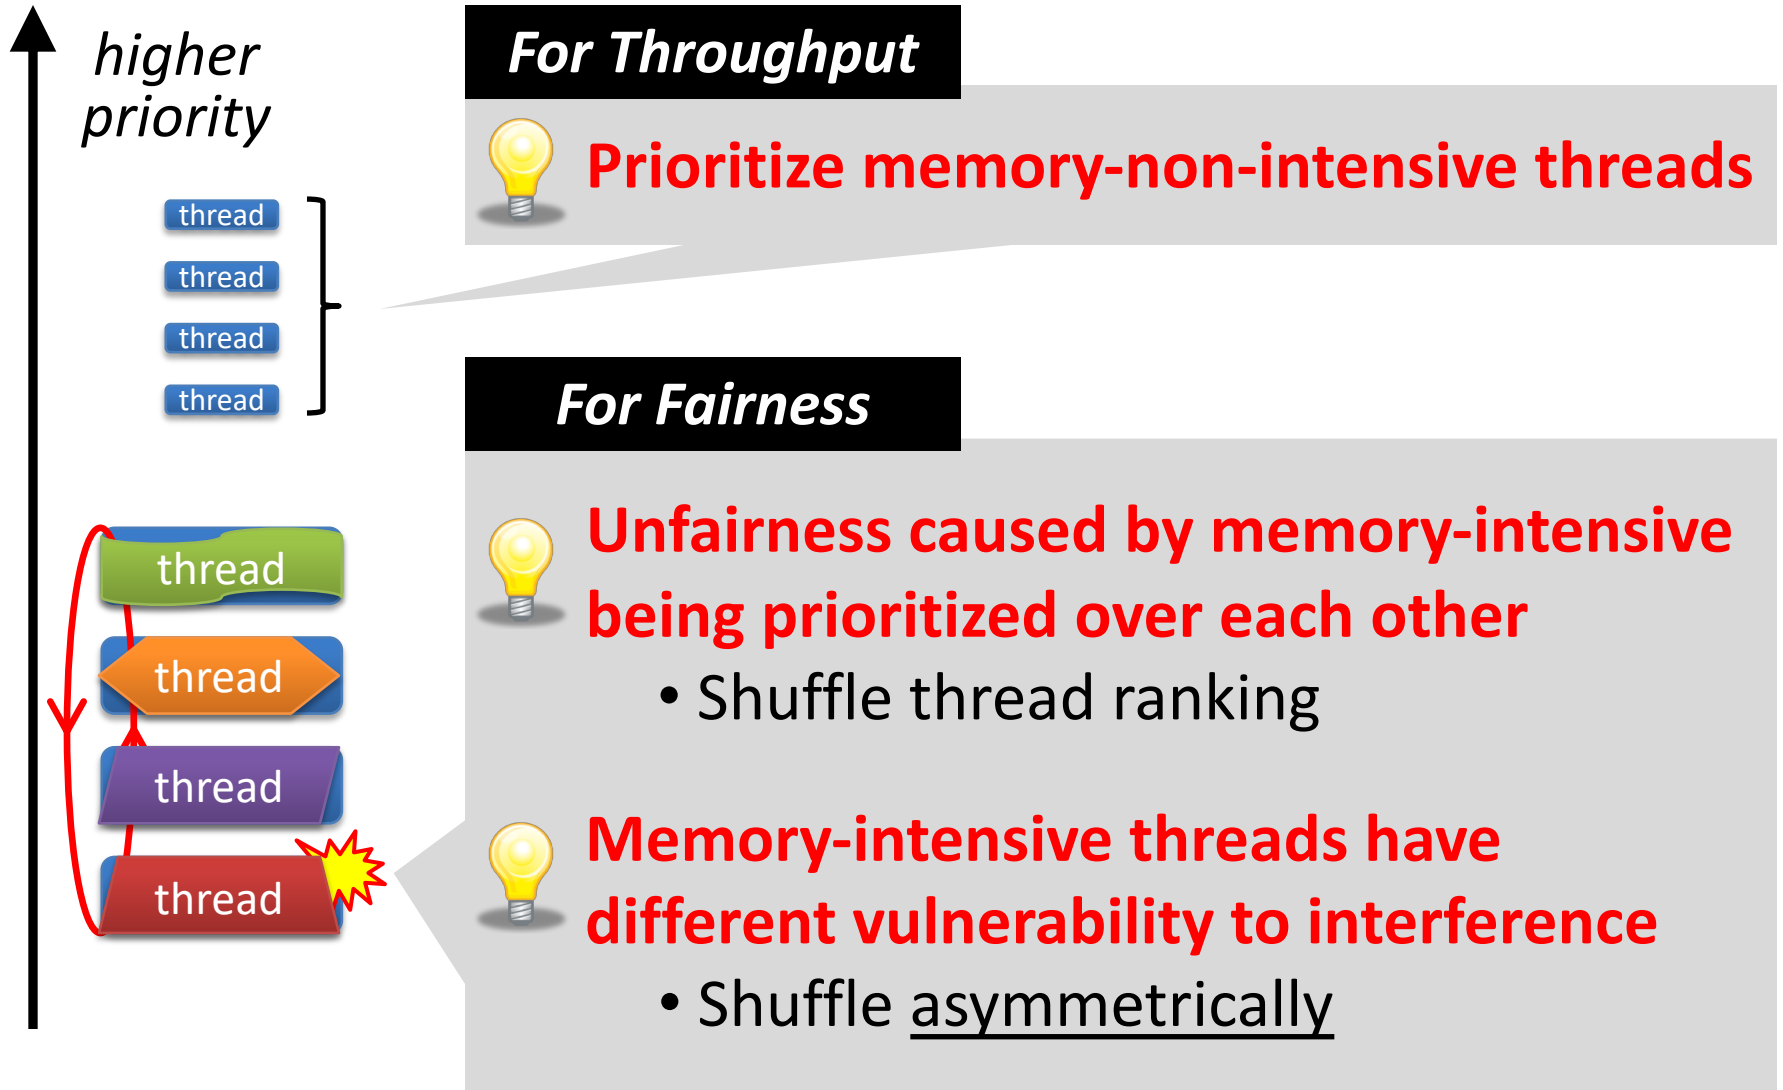 higher
priority
thread
thread
thread
thread
thread
thread
thread
thread
For Throughput
Prioritize memory-non-intensive threads
For Fairness
Unfairness caused by memory-intensive
being prioritized over each other
• Shuffle thread ranking
Memory-intensive threads have
different vulnerability to interference
• Shuffle asymmetrically